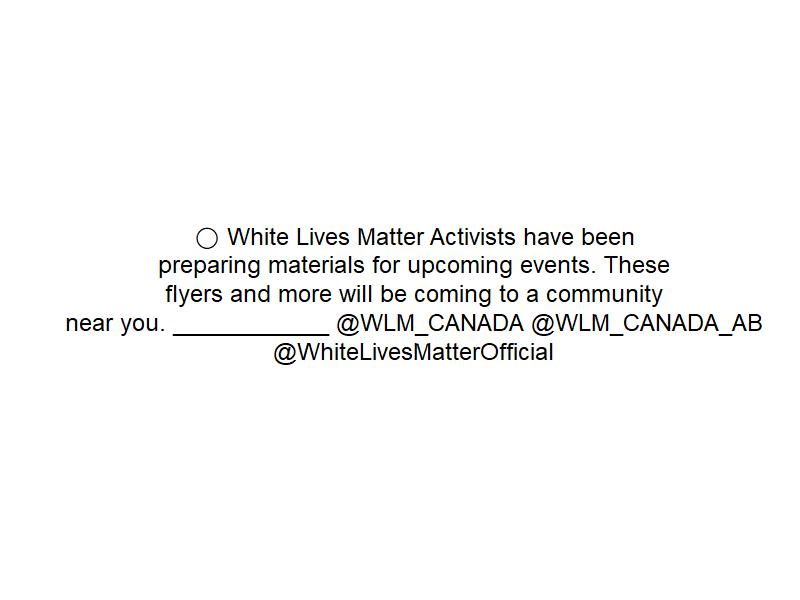 ◯ White Lives Matter Activists have been
preparing materials for upcoming events. These
flyers and more will be coming to a community
near you. ____________ @WLM_CANADA @WLM_CANADA_AB
@WhiteLivesMatterOfficial